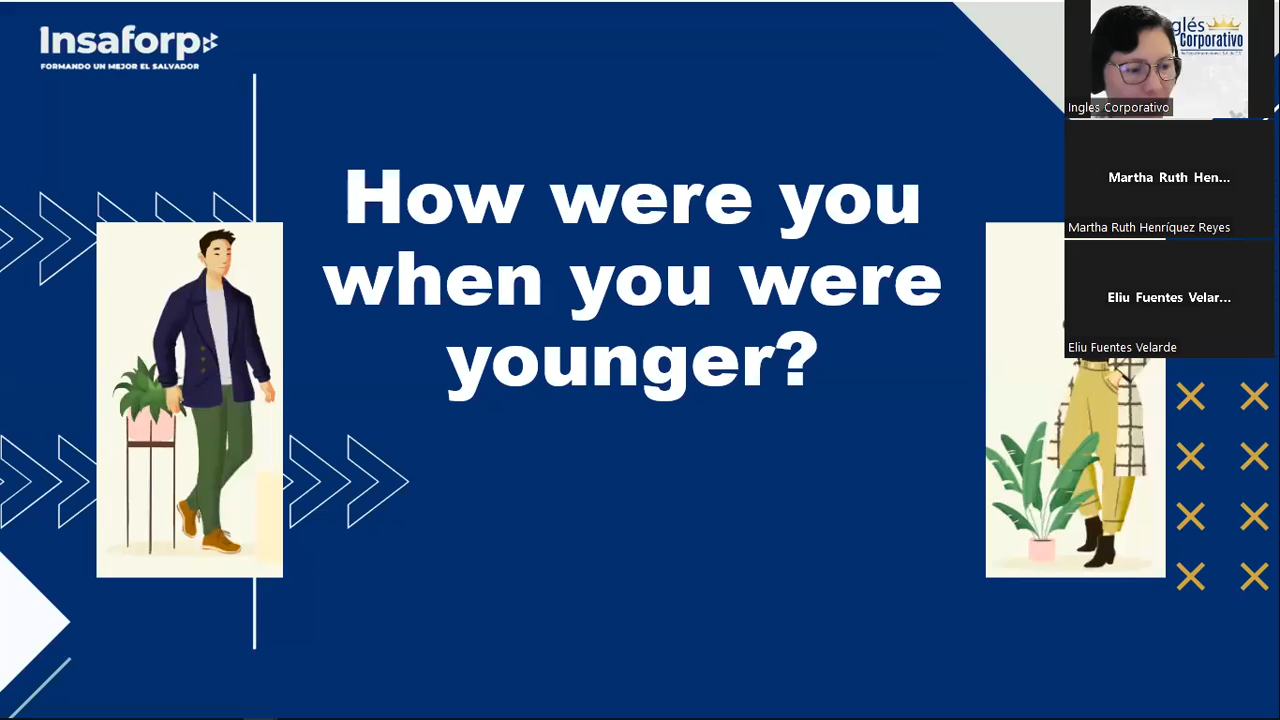 Insaforp
FORMANDO UN MEJOR EL SALVADOR
How were you
when you were
younger?
glés
Corporativo
Ingles Corporativo
Martha Ruth Hen...
Martha Ruth Henríquez Reyes
Eliu Fuentes Velar...
Eliu Fuentes Velarde